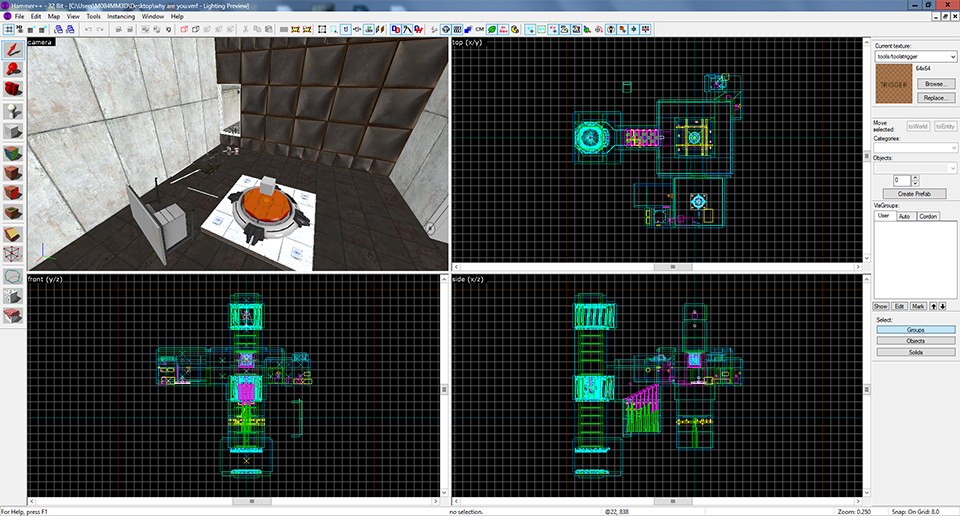 Hammer++ - 32 Bit - [C:\Users\M084MM3D\Desktop\why are you.vmf - Lighting Preview]
File Edit Map View Tools Instancing Window Help
camera
top (x/y)
front (y/z)
side (x/z)
Current texture:
tools/toolstrigger
TRIGGER
64x64
Browse...
Replace...
Move selected:
toWorld
toEntity
Categories:
Objects:
0
Create Prefab
VisGroups:
User Auto Cordon
Show Edit Mark
Select:
Groups
Objects
Solids
For Help, press F1
no selection.
@22, 838
Zoom: 0.250
Snap: On Grid: 8.0